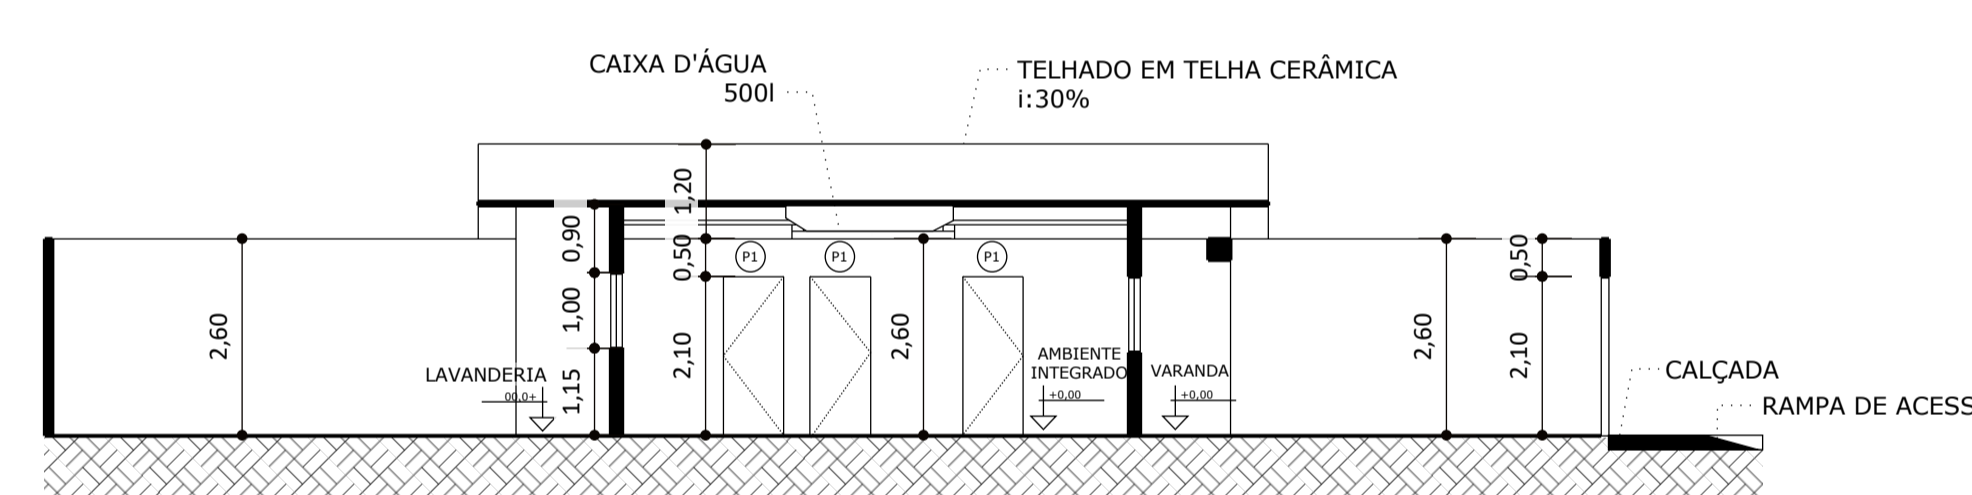 CAIXA D'ÁGUA
500l
TELHADO EM TELHA CERÂMICA
i:30%
1,20
0,90
0,50
P1
P1
P1
0,50
2,60
1,00
2,10
2,60
2,60
2,10
1,15
LAVANDERIA
+0,00
AMBIENTE
INTEGRADO
+0,00
VARANDA
+0,00
CALÇADA
RAMPA DE ACESS